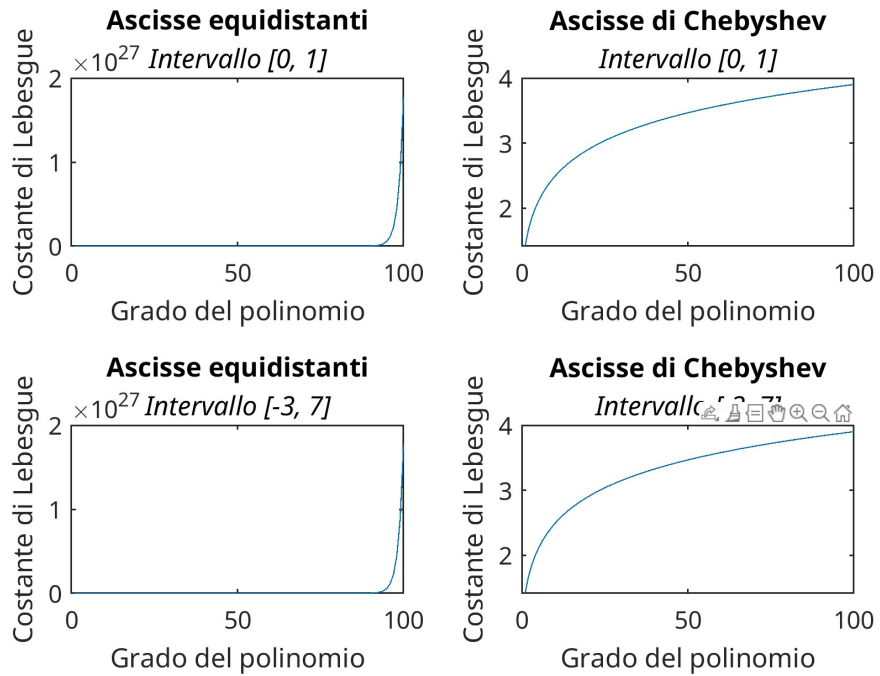 Ascisse equidistanti
×10^27 Intervallo [0, 1]
Costante di Lebesgue
2
1
0
0 50 100
Grado del polinomio
Ascisse di Chebyshev
Intervallo [0, 1]
Costante di Lebesgue
4
3
2
0 50 100
Grado del polinomio
Ascisse equidistanti
×10^27 Intervallo [-3, 7]
Costante di Lebesgue
2
1
0
0 50 100
Grado del polinomio
Ascisse di Chebyshev
Intervallo
Costante di Lebesgue
4
3
2
0 50 100
Grado del polinomio